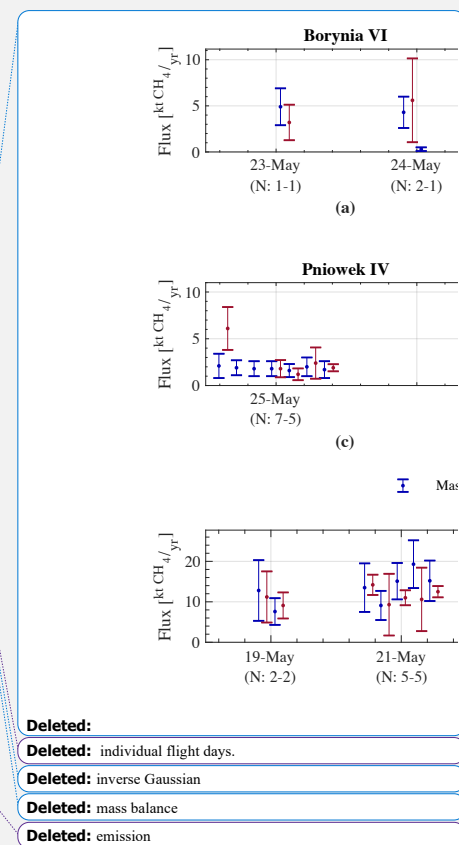 Borynia VI
10
5
0
Flux [kt CH4/yr]
23-May
24-May
(N: 1-1)
(N: 2-1)
(a)
Pniowek IV
10
5
0
Flux [kt CH4/yr]
25-May
(N: 7-5)
(c)
Mas
20
10
0
Flux [kt CH4/yr]
19-May
21-May
(N: 2-2)
(N: 5-5)
Deleted:
Deleted: individual flight days.
Deleted: inverse Gaussian
Deleted: mass balance
Deleted: emission